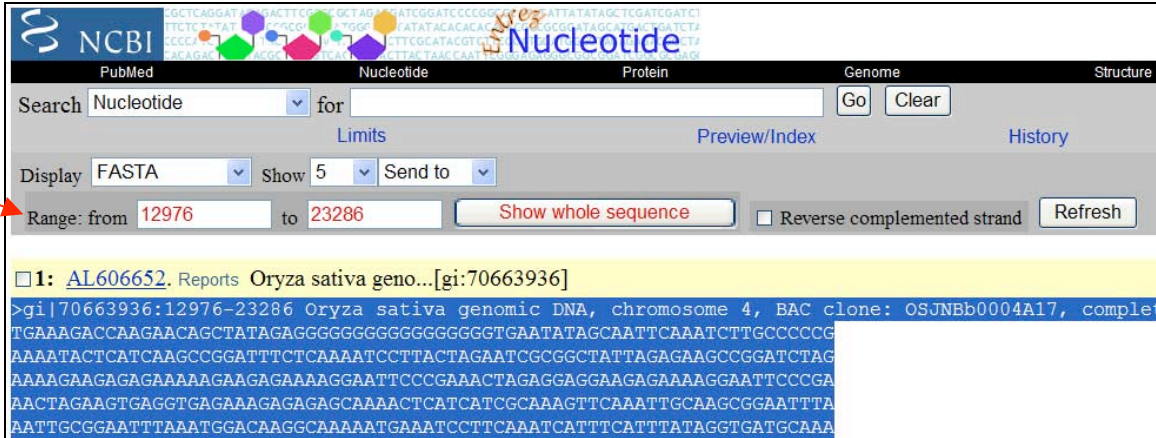 NCBI Entrez Nucleotide
PubMed Nucleotide Protein Genome Structure
Search Nucleotide for Go Clear
Limits Preview/Index History
Display FASTA Show 5 Send to
Range: from 12976 to 23286 Show whole sequence Reverse complemented strand Refresh
1: AL606652. Reports Oryza sativa geno...[gi:70663936]
>gi|70663936:12976-23286 Oryza sativa genomic DNA, chromosome 4, BAC clone: OSJNBb0004A17, complet
TGAAAGACCAAGAACAGCTATAGAGGGGGGGGGGGGGGGGGTGAATATAGCAATTCAAATCTTGCCCCCG
AAAATACTCATCAAGCCGGATTTCTCAAAATCCTTACTAGAATCGCGGCTATTAGAGAAGCCGGATCTAG
AAAAGAAGAGAGAAAAAGAAGAGAAAAGGAATTCCCGAAACTAGAGGAGGAAGAGAAAAGGAATTCCCGA
AACTAGAAGTGAGGTGAGAAAGAGAGAGCAAAACTCATCATCGCAAAGTTCAAATTGCAAGCGGAATTTA
AATTGCGGAATTTAAATGGACAAGGCAAAAATGAAATCCTTCAAATCATTTCATTTATAGGTGATGCAAA